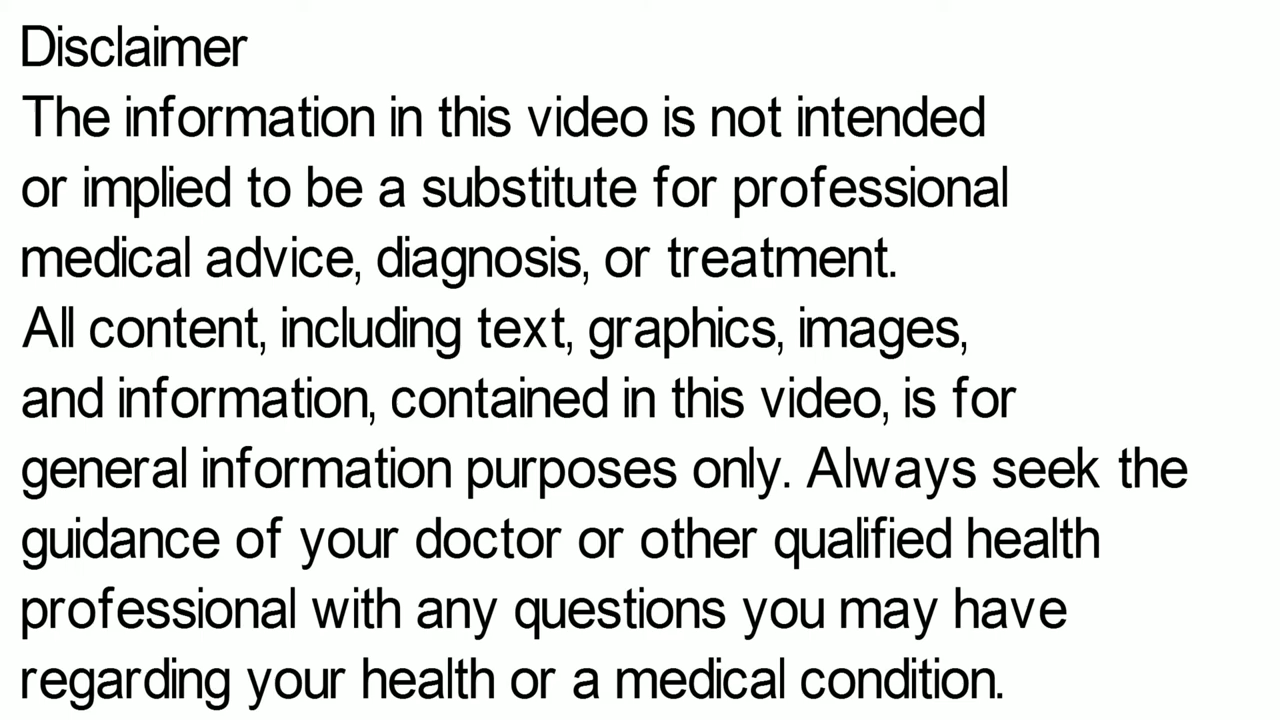 Disclaimer
The information in this video is not intended
or implied to be a substitute for professional
medical advice, diagnosis, or treatment.
All content, including text, graphics, images,
and information, contained in this video, is for
general information purposes only. Always seek the
guidance of your doctor or other qualified health
professional with any questions you may have
regarding your health or a medical condition.